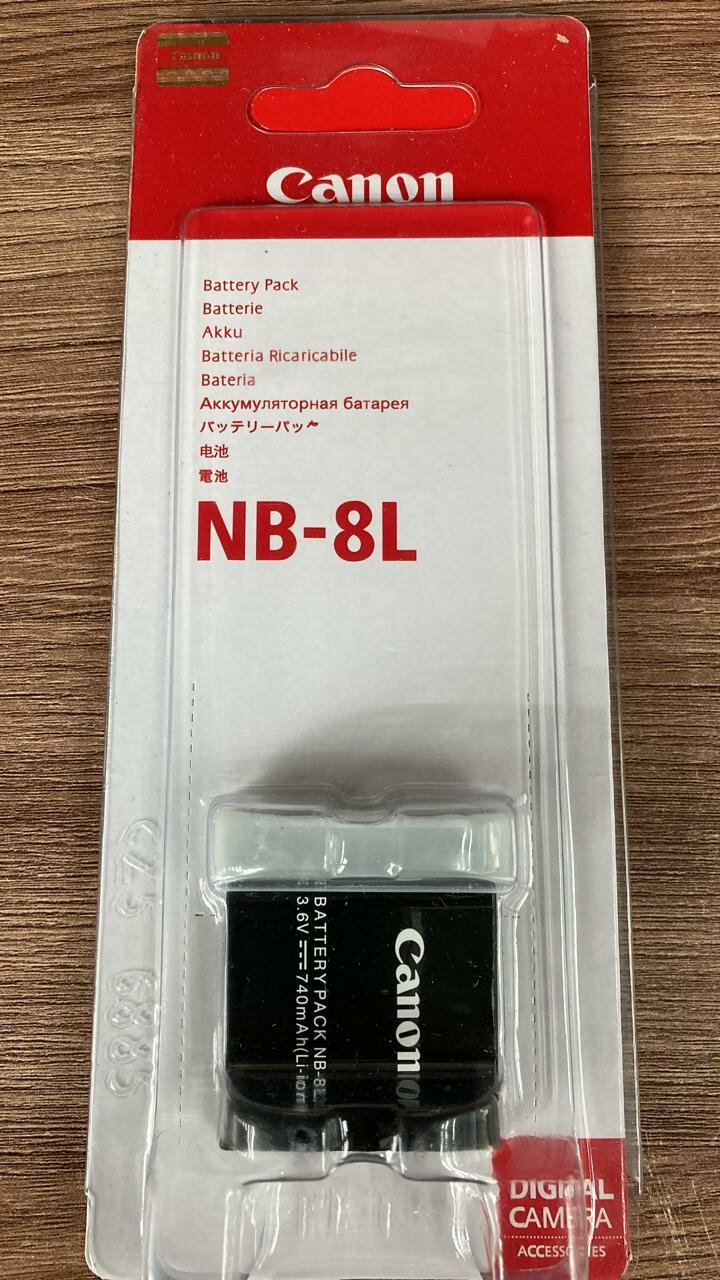 Canon
Canon
Battery Pack
Batterie
Akku
Batteria Ricaricabile
Bateria
Аккумуляторная батарея
バッテリーパック
电池
電池
NB-8L
Canon
BATTERY PACK NB-8L
3.6V ⎓ 740mAh(Li-ion
DIGITAL
CAMERA
ACCESSORIES